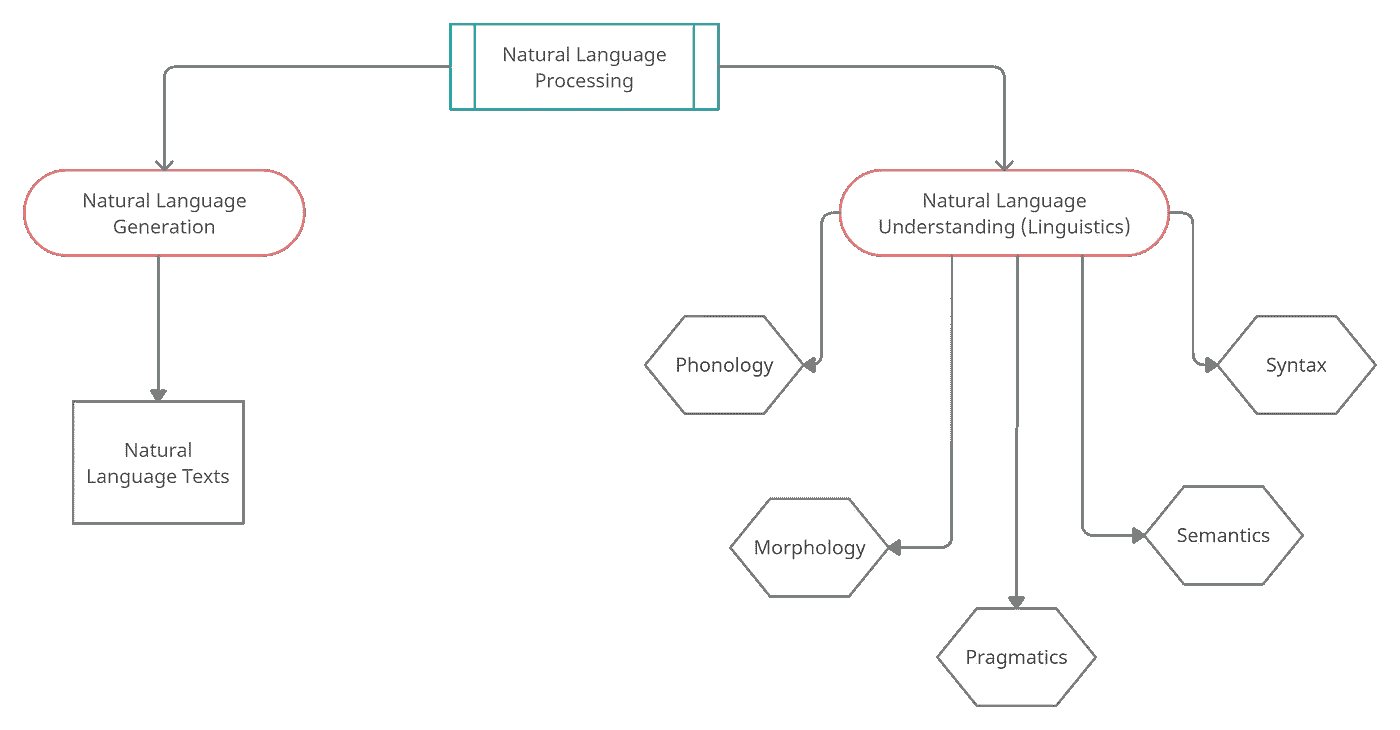 Natural Language
Processing
Natural Language
Generation
Natural Language
Understanding (Linguistics)
Phonology
Syntax
Natural
Language Texts
Semantics
Morphology
Pragmatics